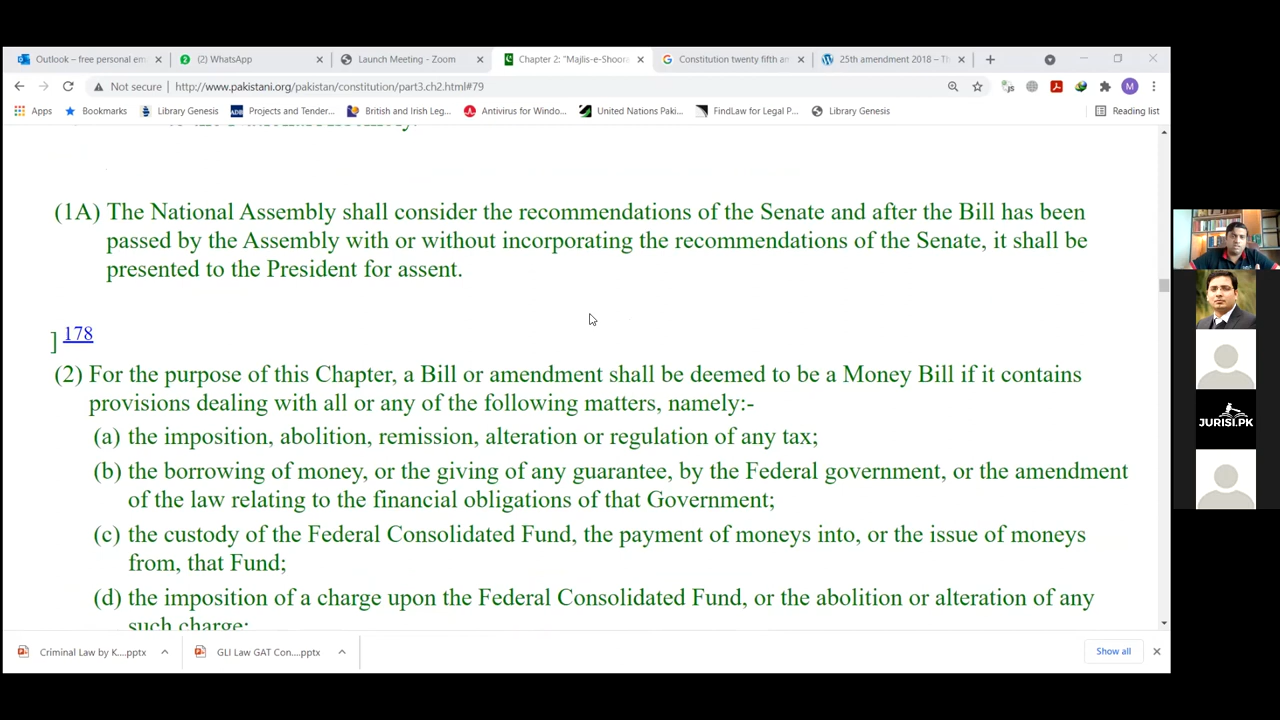 Outlook – free personal em
(2) WhatsApp
Launch Meeting - Zoom
Chapter 2: "Majlis-e-Shoor
Constitution twenty fifth an
25th amendment 2018 – Th
Not secure | http://www.pakistani.org/pakistan/constitution/part3.ch2.html#79
M
Apps
Bookmarks
Library Genesis
Projects and Tender...
British and Irish Leg...
Antivirus for Windo...
United Nations Paki...
FindLaw for Legal P...
Library Genesis
Reading list
(1A) The National Assembly shall consider the recommendations of the Senate and after the Bill has been
passed by the Assembly with or without incorporating the recommendations of the Senate, it shall be
presented to the President for assent.
] 178
(2) For the purpose of this Chapter, a Bill or amendment shall be deemed to be a Money Bill if it contains
provisions dealing with all or any of the following matters, namely:-
(a) the imposition, abolition, remission, alteration or regulation of any tax;
(b) the borrowing of money, or the giving of any guarantee, by the Federal government, or the amendment
of the law relating to the financial obligations of that Government;
(c) the custody of the Federal Consolidated Fund, the payment of moneys into, or the issue of moneys
from, that Fund;
(d) the imposition of a charge upon the Federal Consolidated Fund, or the abolition or alteration of any
such charge;
JURISI.PK
Criminal Law by K....pptx
GLI Law GAT Con....pptx
Show all